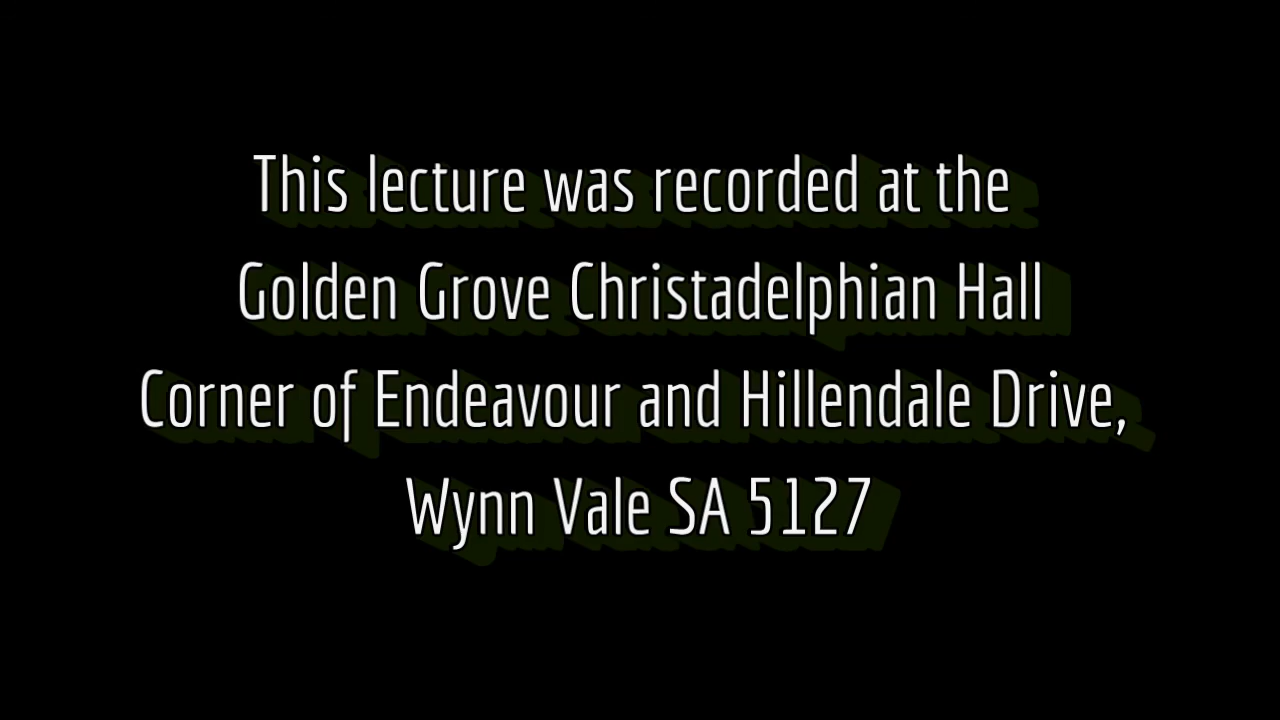 This lecture was recorded at the
Golden Grove Christadelphian Hall
Corner of Endeavour and Hillendale Drive,
Wynn Vale SA 5127